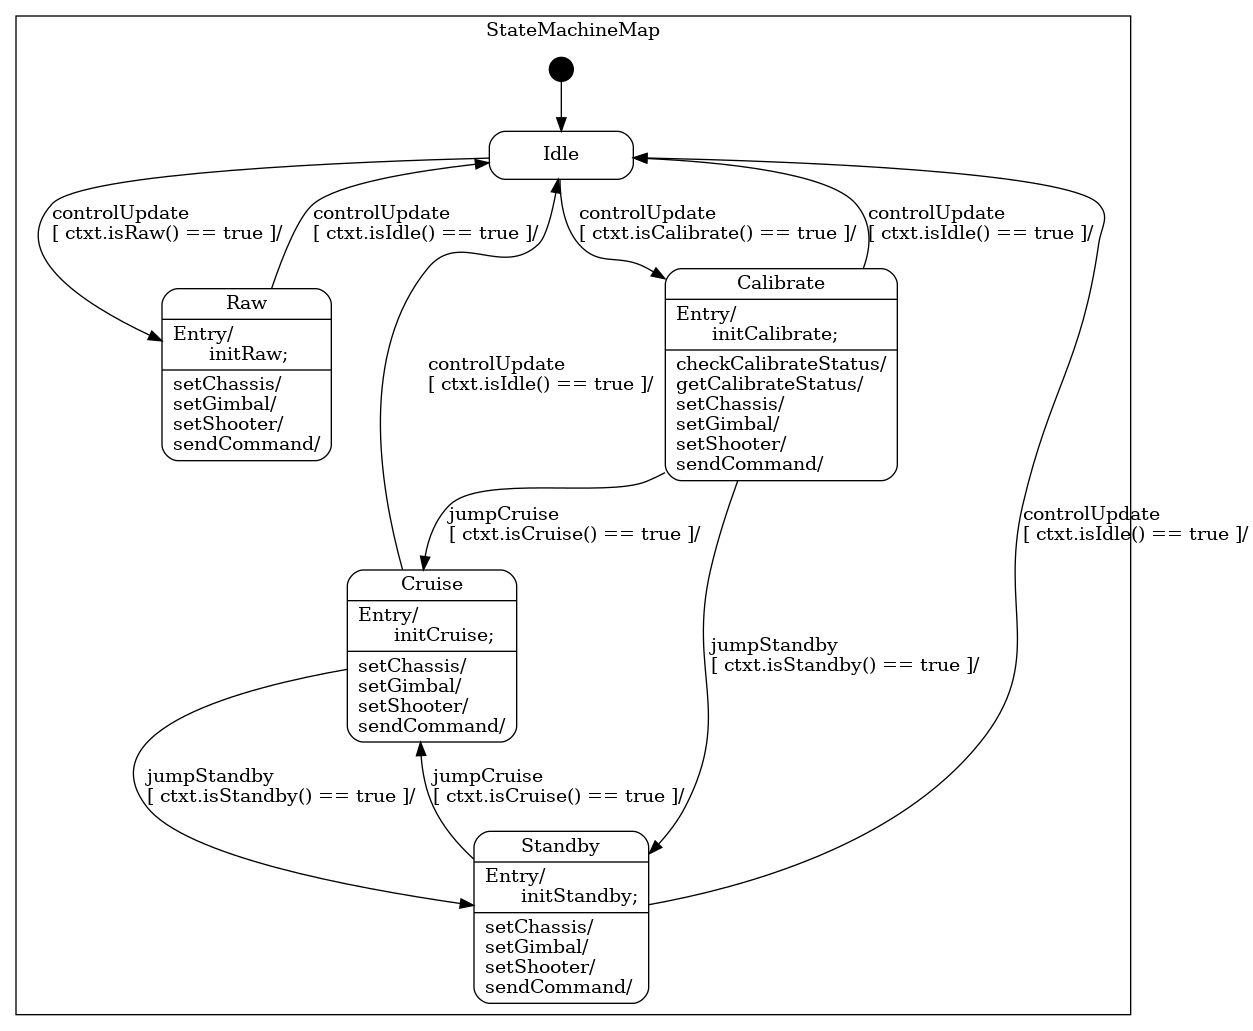 StateMachineMap
Idle
controlUpdate
[ ctxt.isRaw() == true ]/
controlUpdate
[ ctxt.isIdle() == true ]/
controlUpdate
[ ctxt.isCalibrate() == true ]/
controlUpdate
[ ctxt.isIdle() == true ]/
Raw
Entry/
initRaw;
setChassis/
setGimbal/
setShooter/
sendCommand/
controlUpdate
[ ctxt.isIdle() == true ]/
Calibrate
Entry/
initCalibrate;
checkCalibrateStatus/
getCalibrateStatus/
setChassis/
setGimbal/
setShooter/
sendCommand/
jumpCruise
[ ctxt.isCruise() == true ]/
controlUpdate
[ ctxt.isIdle() == true ]/
Cruise
Entry/
initCruise;
setChassis/
setGimbal/
setShooter/
sendCommand/
jumpStandby
[ ctxt.isStandby() == true ]/
jumpStandby
[ ctxt.isStandby() == true ]/
jumpCruise
[ ctxt.isCruise() == true ]/
Standby
Entry/
initStandby;
setChassis/
setGimbal/
setShooter/
sendCommand/